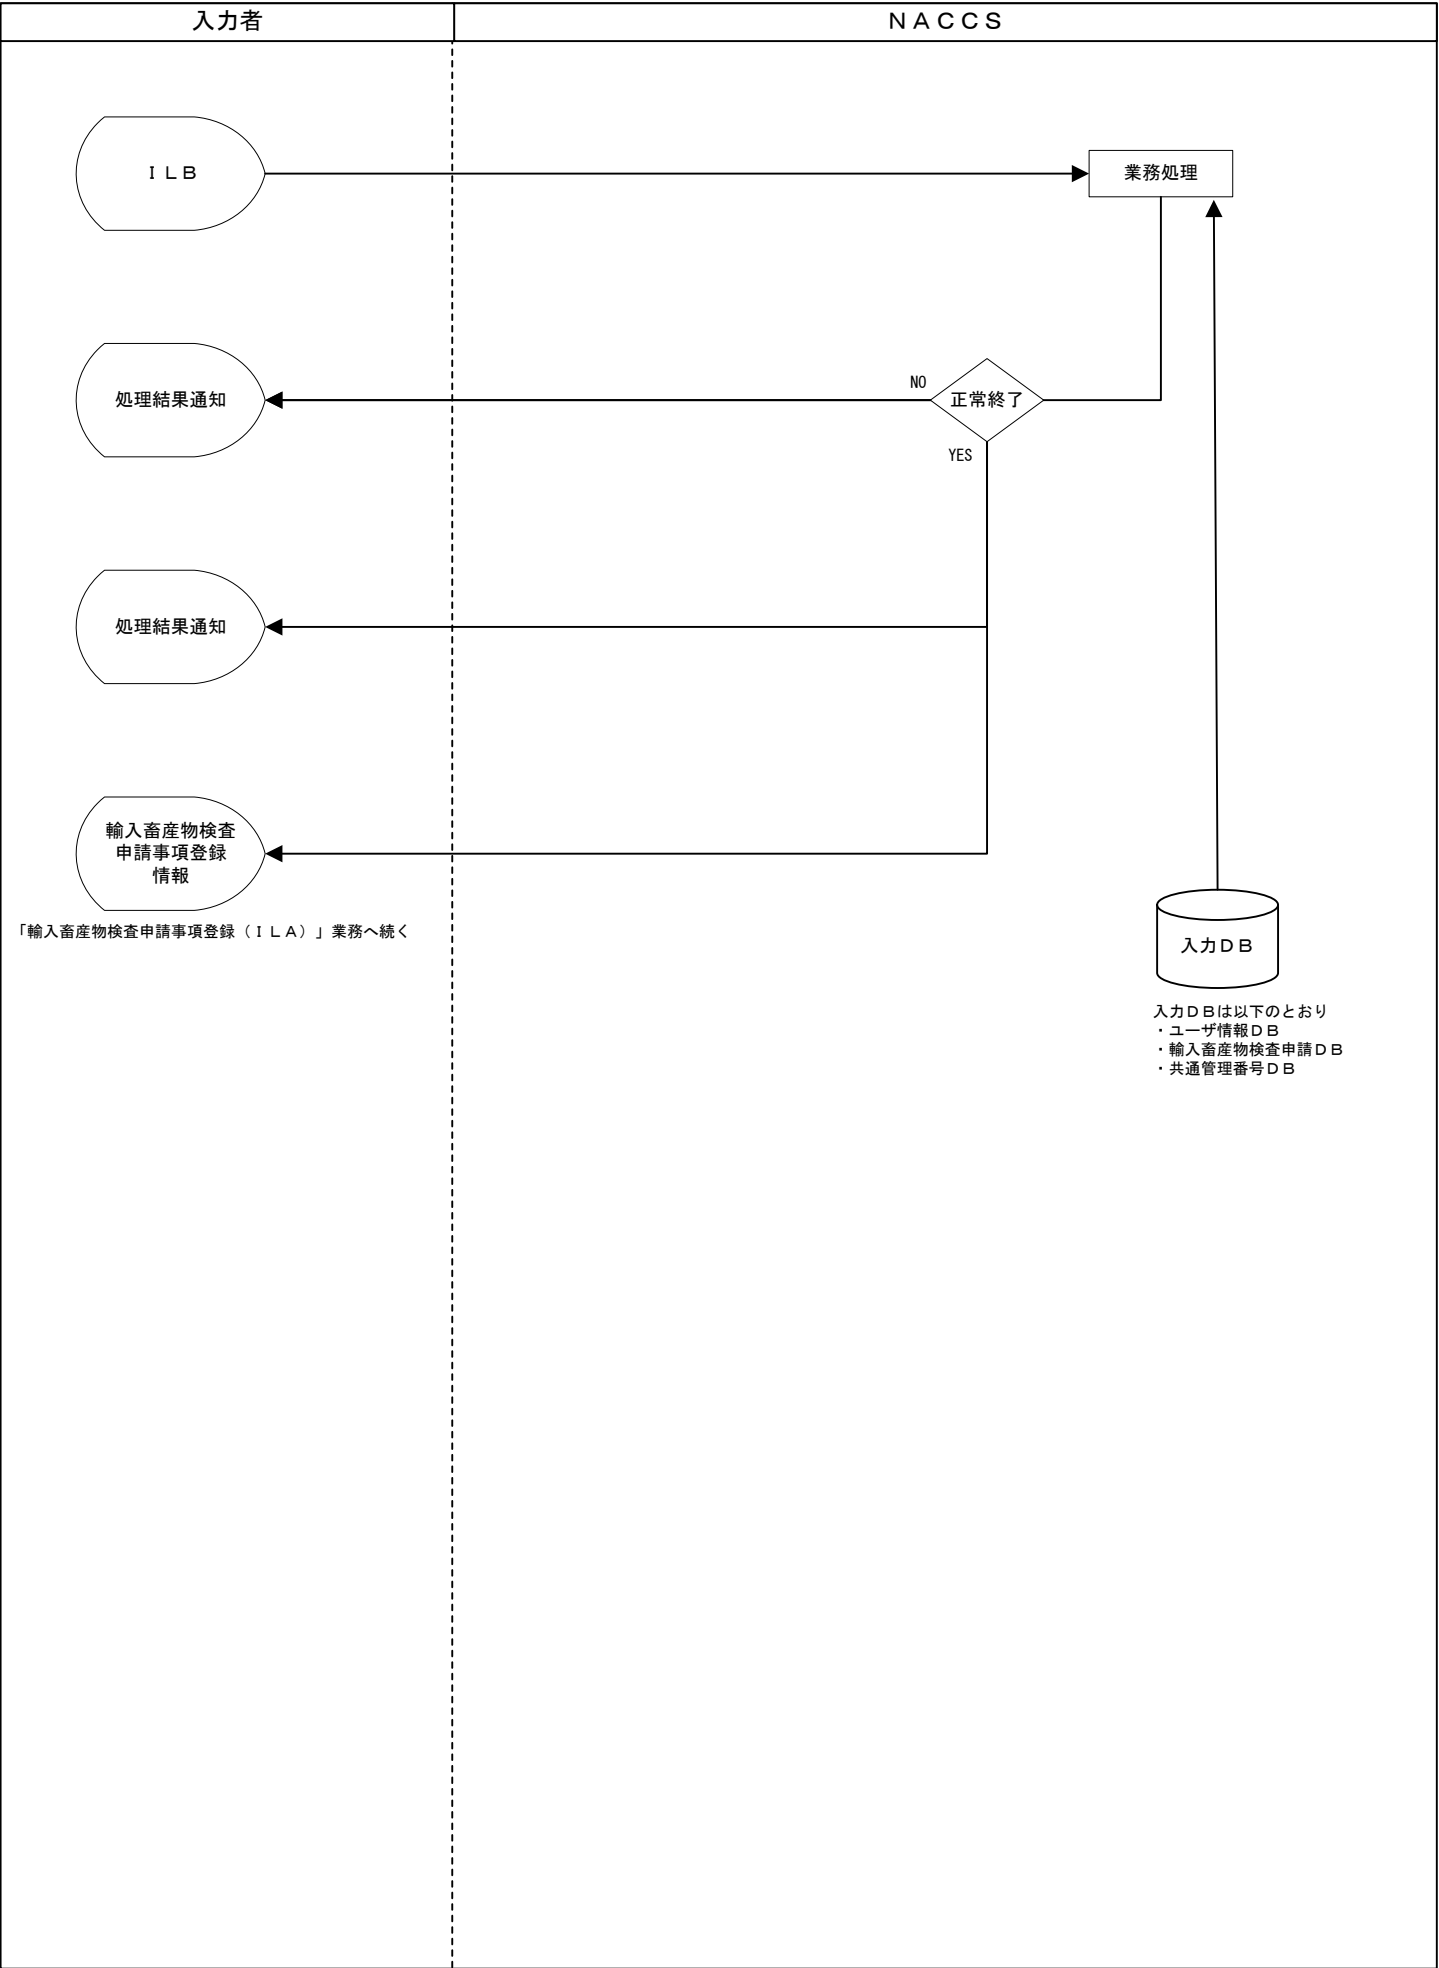 入力者
ＮＡＣＣＳ
ＩＬＢ
業務処理
処理結果通知
NO
正常終了
YES
処理結果通知
輸入畜産物検査
申請事項登録
情報
「輸入畜産物検査申請事項登録（ＩＬＡ）」業務へ続く
入力ＤＢ
入力ＤＢは以下のとおり
・ユーザ情報ＤＢ
・輸入畜産物検査申請ＤＢ
・共通管理番号ＤＢ